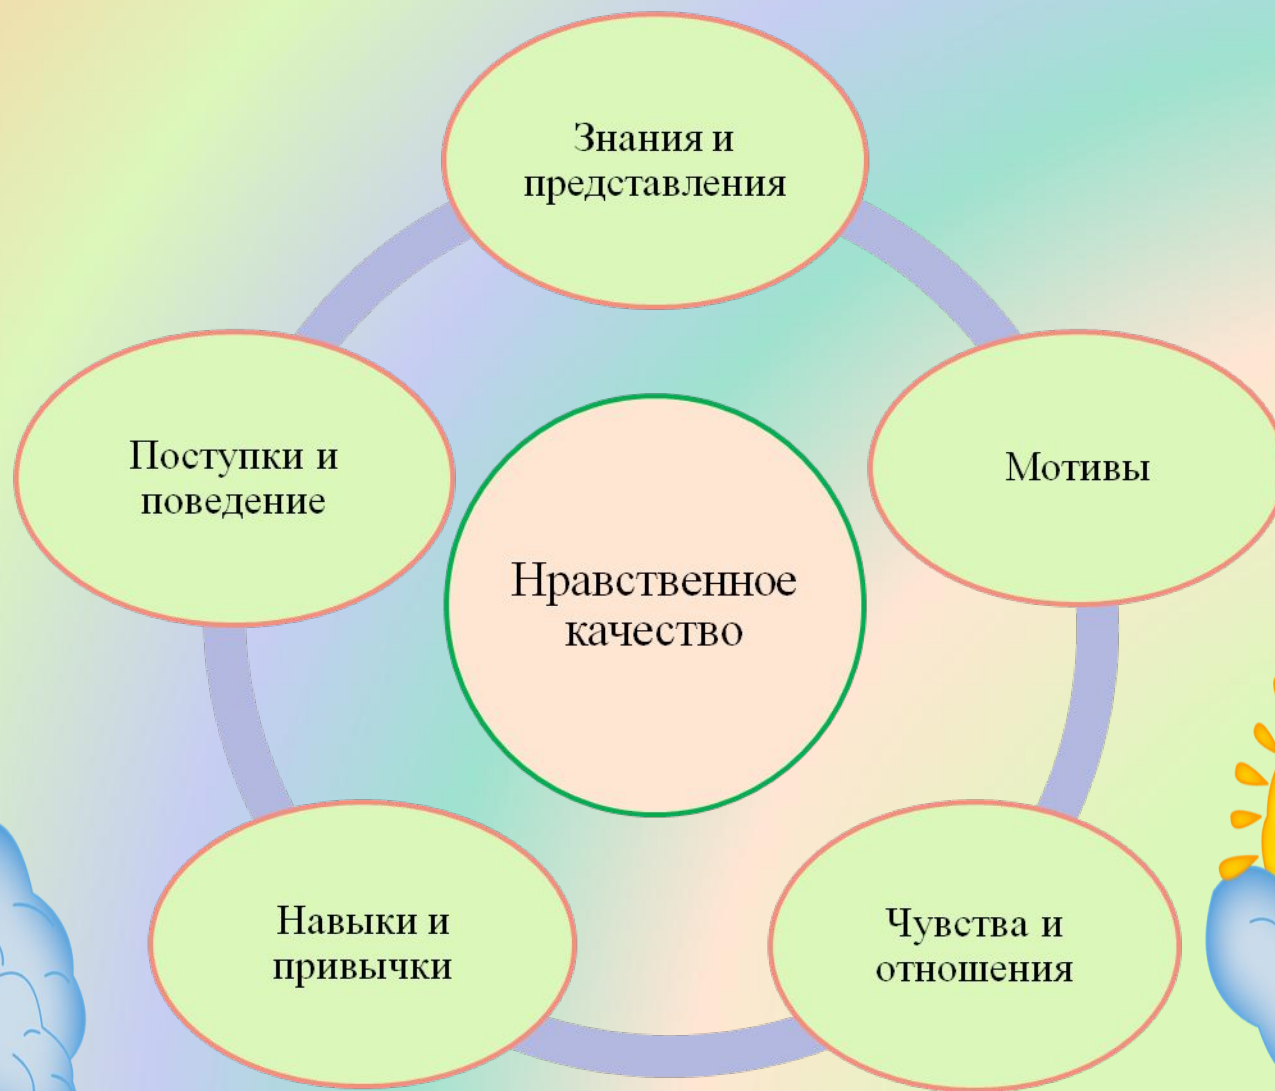 Знания и
представления
Мотивы
Поступки и
поведение
Нравственное
качество
Навыки и
привычки
Чувства и
отношения